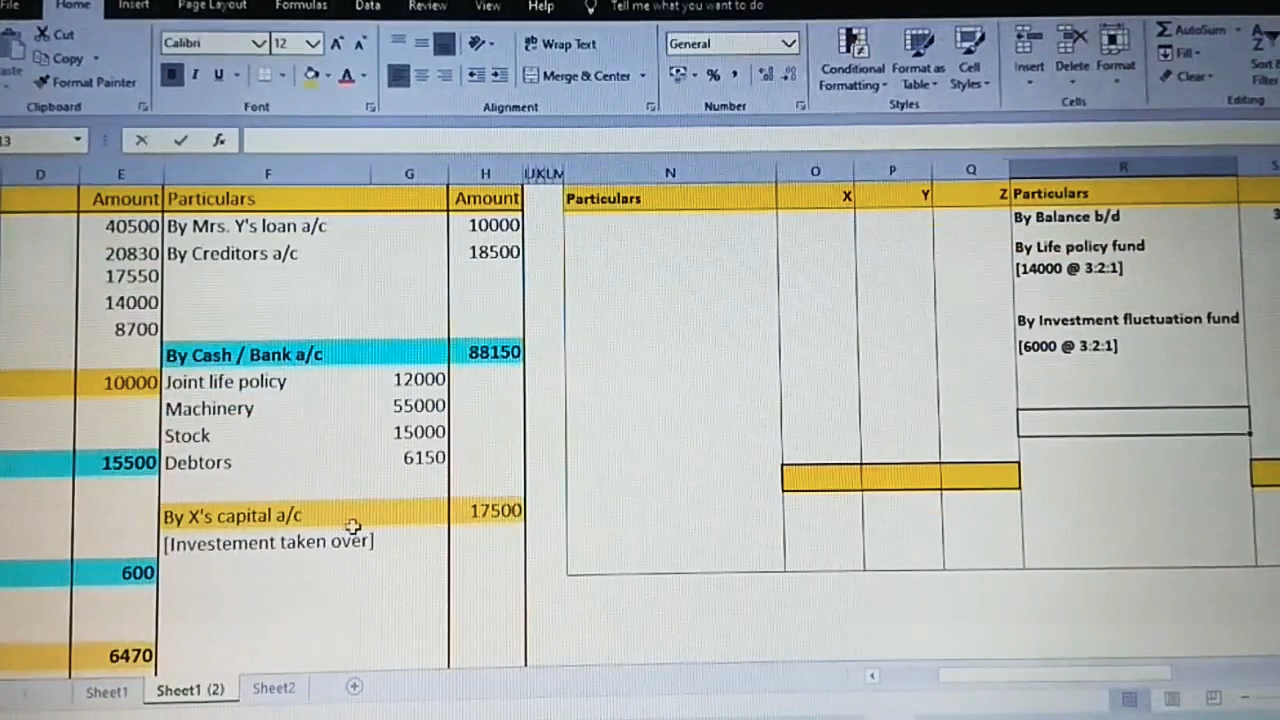 File Home Insert Page Layout Formulas Data Review View Help Tell me what you want to do
Cut
Copy
Format Painter
Clipboard
Calibri 12
B I U
Font
Wrap Text
Merge & Center
Alignment
General
% ,
Number
Conditional Formatting
Format as Table
Cell Styles
Styles
Insert Delete Format
Cells
AutoSum
Fill
Clear
Editing
fx
D E F G H N O P Q R S
Amount Particulars Amount Particulars X Y Z Particulars
40500 By Mrs. Y's loan a/c 10000 By Balance b/d
20830 By Creditors a/c 18500 By Life policy fund
17550 [14000 @ 3:2:1]
14000
8700 By Investment fluctuation fund
By Cash / Bank a/c 88150 [6000 @ 3:2:1]
10000 Joint life policy 12000
Machinery 55000
Stock 15000
15500 Debtors 6150
By X's capital a/c 17500
[Investement taken over]
600
6470
Sheet1 Sheet1 (2) Sheet2